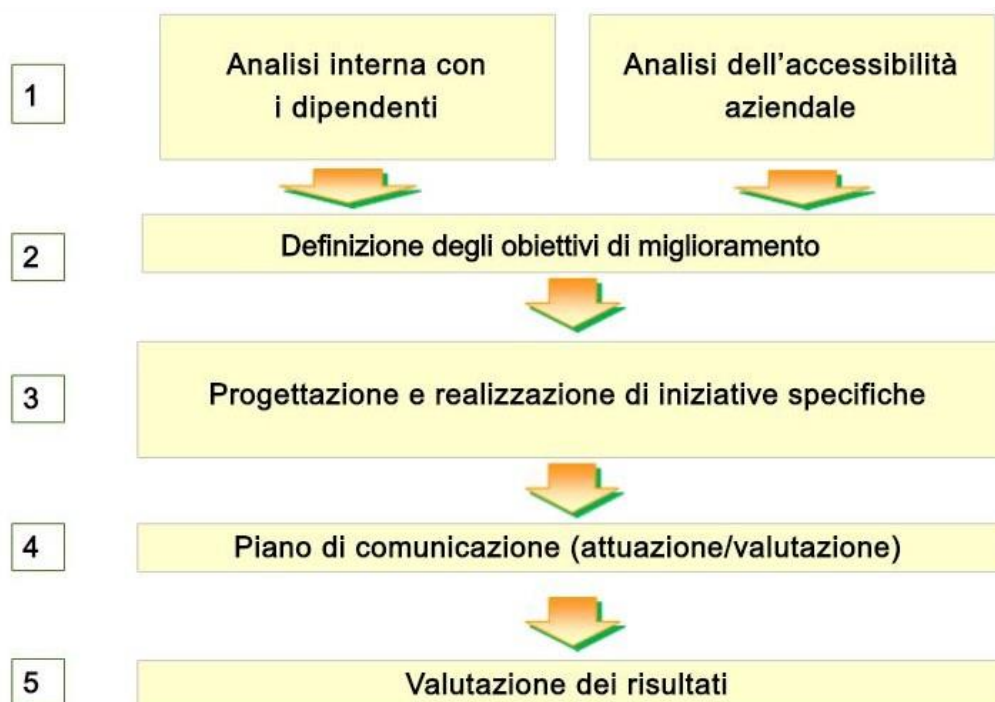 1
Analisi interna con
i dipendenti
Analisi dell'accessibilità
aziendale
2
Definizione degli obiettivi di miglioramento
3
Progettazione e realizzazione di iniziative specifiche
4
Piano di comunicazione (attuazione/valutazione)
5
Valutazione dei risultati